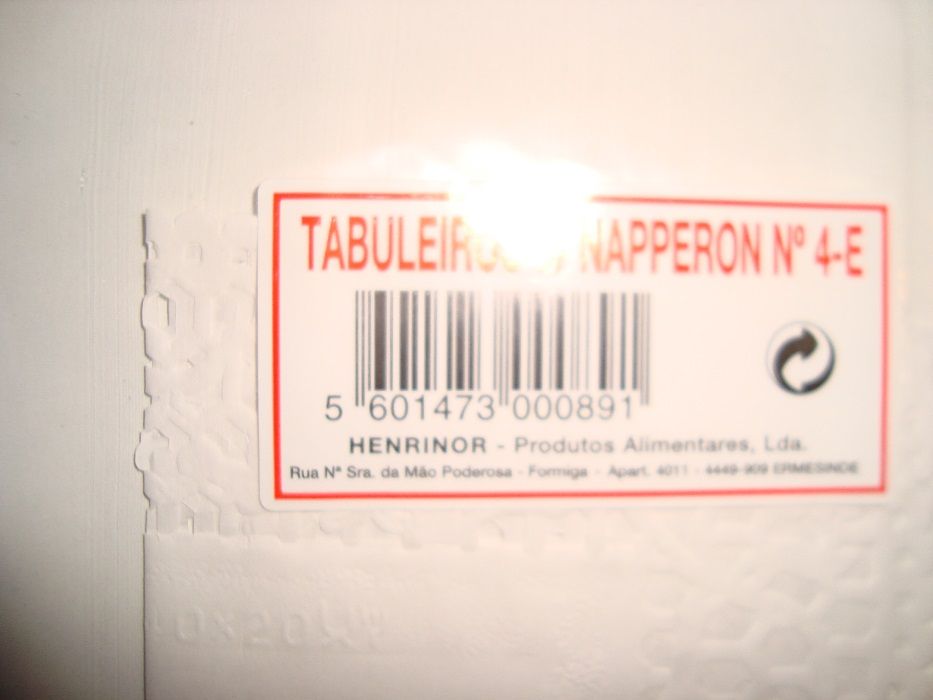 TABULEIROS NAPPERON Nº 4-E
5 601473 000891
HENRINOR - Produtos Alimentares, Lda.
Rua Nª Sra. da Mão Poderosa - Formiga - Apart. 4011 - 4449-909 ERMESINDE